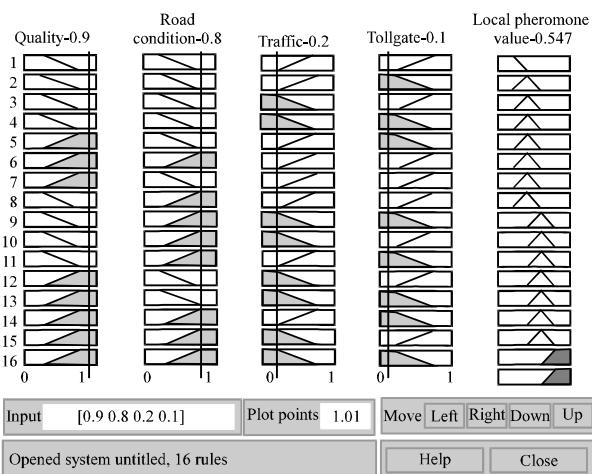 Quality-0.9
Road
condition-0.8
Traffic-0.2
Tollgate-0.1
Local pheromone
value-0.547
1
2
3
4
5
6
7
8
9
10
11
12
13
14
15
16
0 1 0 1 0 1 0 1
Input [0.9 0.8 0.2 0.1] Plot points 1.01 Move Left Right Down Up
Opened system untitled, 16 rules Help Close